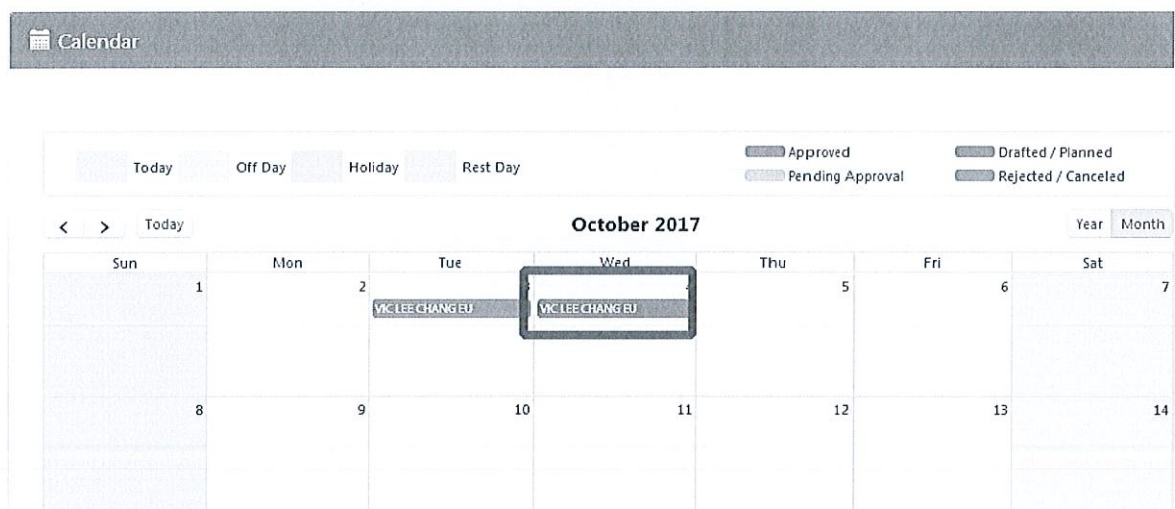 Calendar
Today Off Day Holiday Rest Day
Approved Drafted / Planned
Pending Approval Rejected / Canceled
< > Today October 2017 Year Month
Sun Mon Tue Wed Thu Fri Sat
1 2 5 6 7
VIC LEE CHANG EU VIC LEE CHANG EU
8 9 10 11 12 13 14